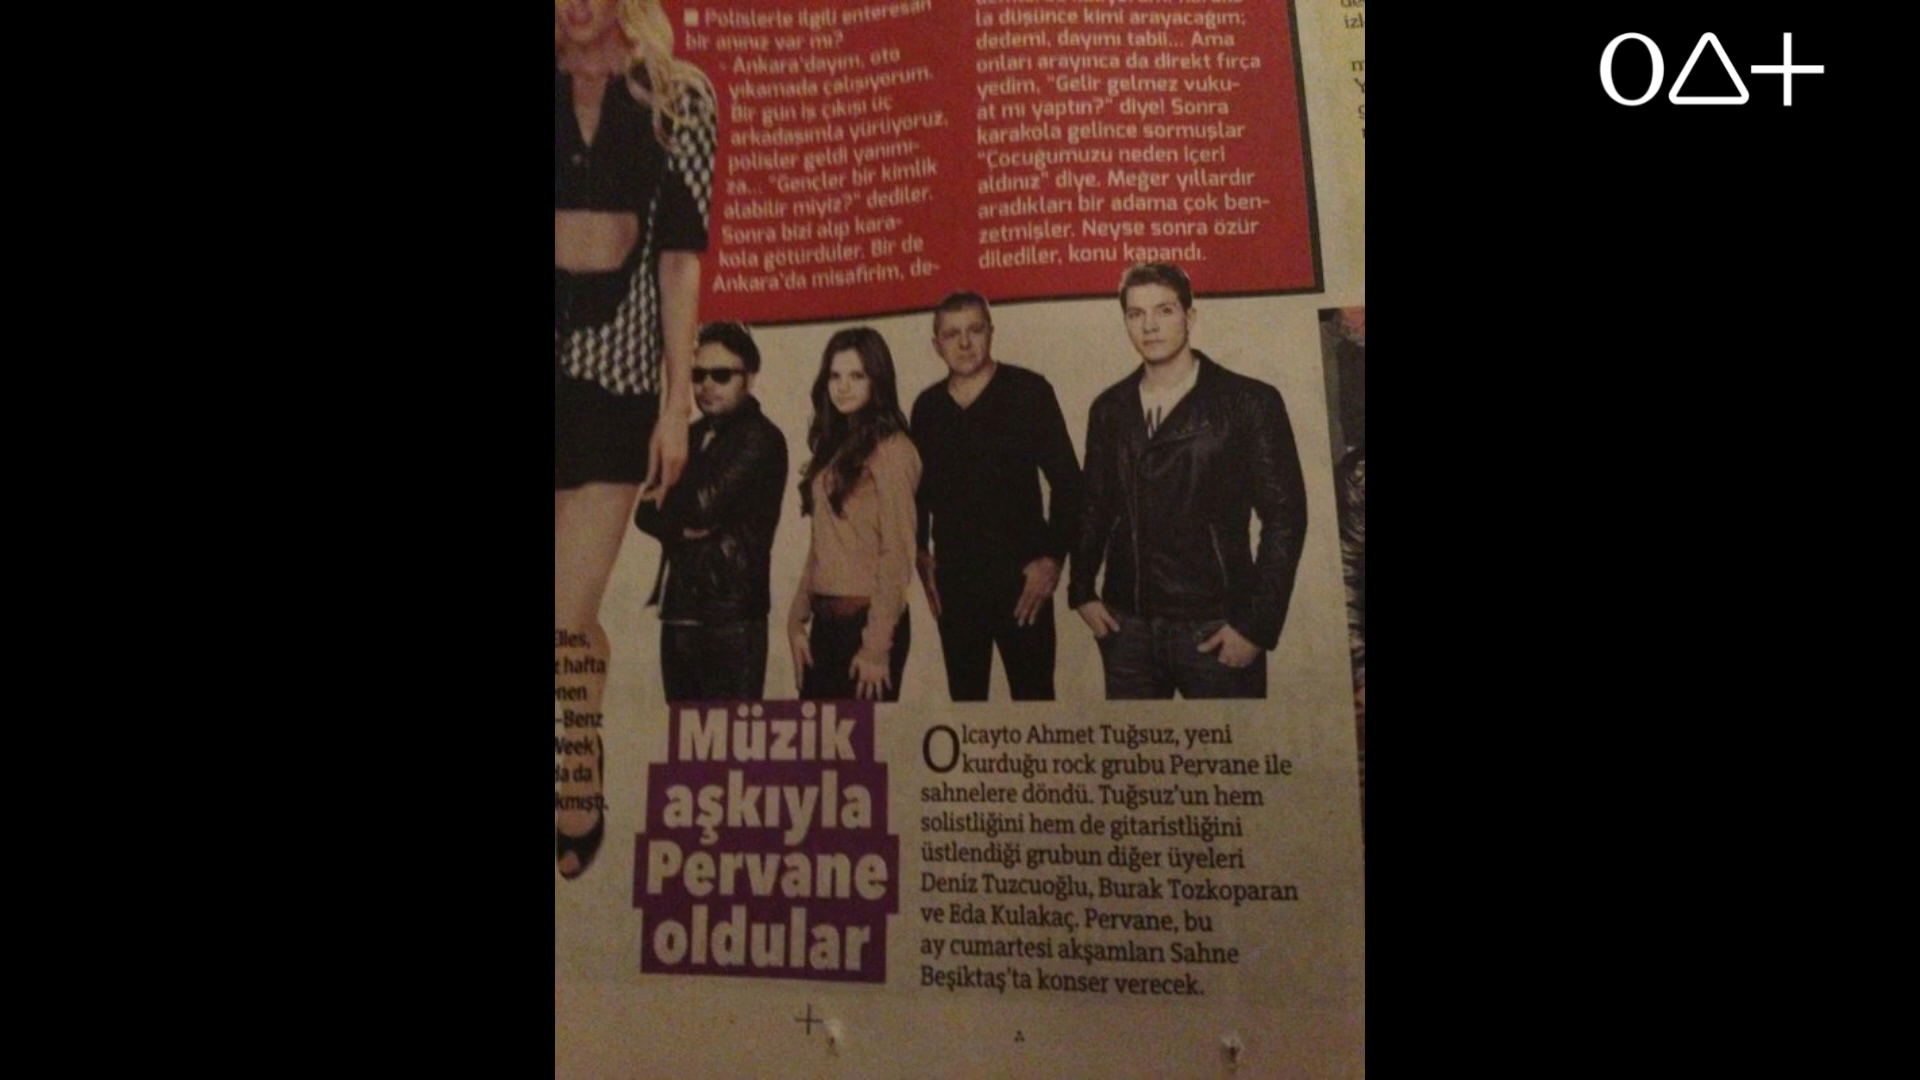 ■ Polislerle ilgili enteresan
bir anınız var mı?
- Ankara'dayım, oto
yıkamada çalışıyorum.
Bir gün iş çıkışı üç
arkadaşımla yürüyoruz,
polisler geldi yanımı-
za... "Gençler bir kimlik
alabilir miyiz?" dediler.
Sonra bizi alıp kara-
kola götürdüler. Bir de
Ankara'da misafirim, de-
la düşünce kimi arayacağım;
dedemi, dayımı tabii... Ama
onları arayınca da direkt fırça
yedim, "Gelir gelmez vuku-
at mı yaptın?" diye! Sonra
karakola gelince sormuşlar
"Çocuğumuzu neden içeri
aldınız" diye. Meğer yıllardır
aradıkları bir adama çok ben-
zetmişler. Neyse sonra özür
dilediler, konu kapandı.
O△+
hafta
nen
-Benz
Week
da da
Müzik
aşkıyla
Pervane
oldular
Olcayto Ahmet Tuğsuz, yeni
kurduğu rock grubu Pervane ile
sahnelere döndü. Tuğsuz'un hem
solistliğini hem de gitaristliğini
üstlendiği grubun diğer üyeleri
Deniz Tuzcuoğlu, Burak Tozkoparan
ve Eda Kulakaç. Pervane, bu
ay cumartesi akşamları Sahne
Beşiktaş'ta konser verecek.